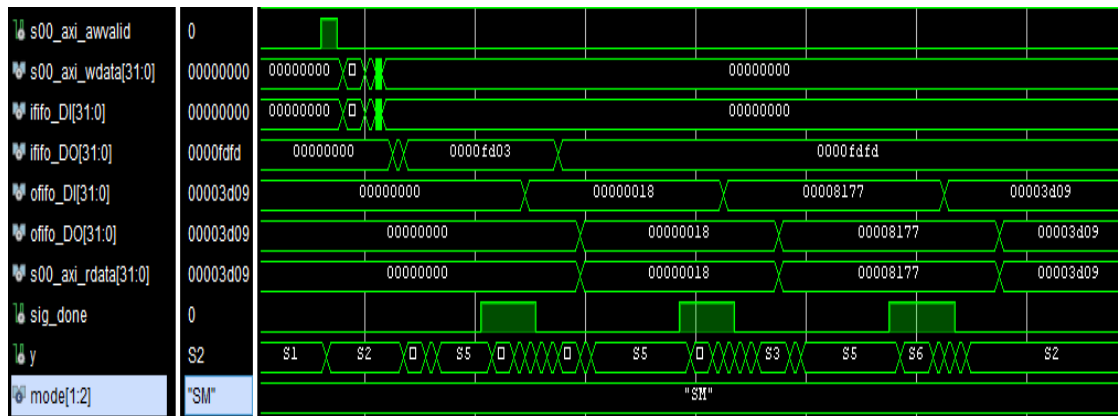 s00_axi_awvalid 0
s00_axi_wdata[31:0] 00000000 00000000 00000000
ififo_DI[31:0] 00000000 00000000 00000000
ififo_DO[31:0] 0000fdfd 00000000 0000fd03 0000fdfd
ofifo_DI[31:0] 00003d09 00000000 00000018 00008177 00003d09
ofifo_DO[31:0] 00003d09 00000000 00000018 00008177 00003d09
s00_axi_rdata[31:0] 00003d09 00000000 00000018 00008177 00003d09
sig_done 0
y S2 S1 S2 S5 S5 S3 S5 S6 S2
mode[1:2] "SM" "SM"